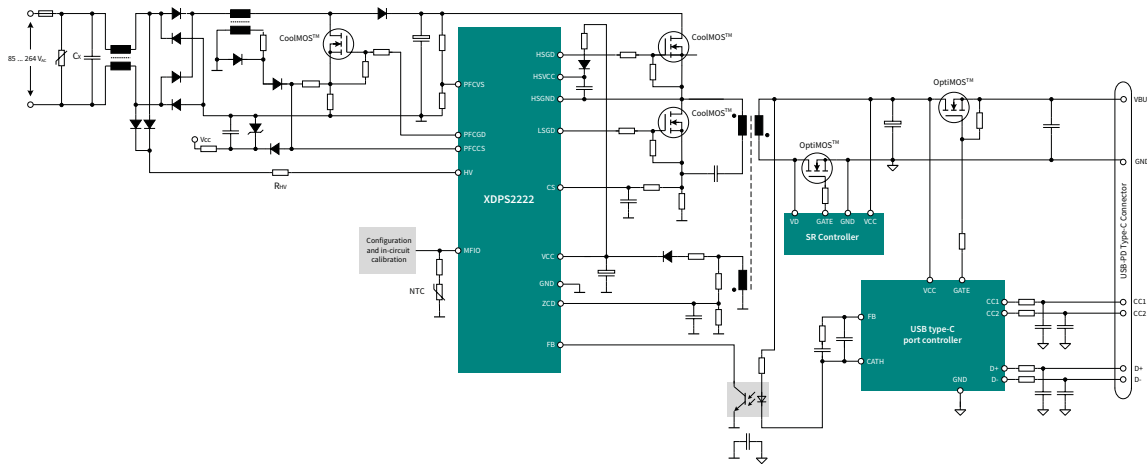 CoolMOS™
CoolMOS™
85 ... 264 VAC
CX
HSGD
HSVCC
HSGND
LSGD
CS
PFCVS
PFCGD
PFCCS
HV
Vcc
RHV
XDPS2222
CoolMOS™
OptiMOS™
OptiMOS™
VBU
GND
VD
GATE
GND
VCC
SR Controller
Configuration
and in-circuit
calibration
MFIO
NTC
VCC
GND
ZCD
FB
VCC
GATE
FB
CATH
USB type-C
port controller
CC1
CC2
D+
D-
GND
CC1
CC2
D+
D-
USB-PD Type-C Connector